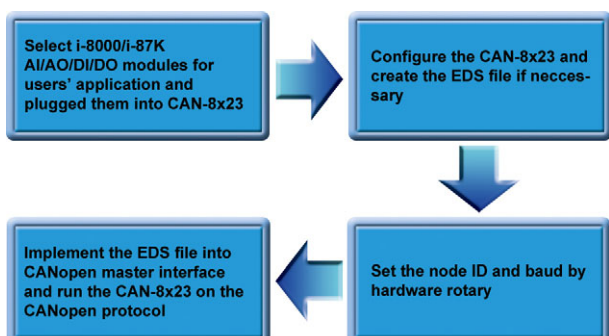 Select i-8000/i-87K
AI/AO/DI/DO modules for
users' application and
plugged them into CAN-8x23
Configure the CAN-8x23 and
create the EDS file if necces-
sary
Set the node ID and baud by
hardware rotary
Implement the EDS file into
CANopen master interface
and run the CAN-8x23 on the
CANopen protocol